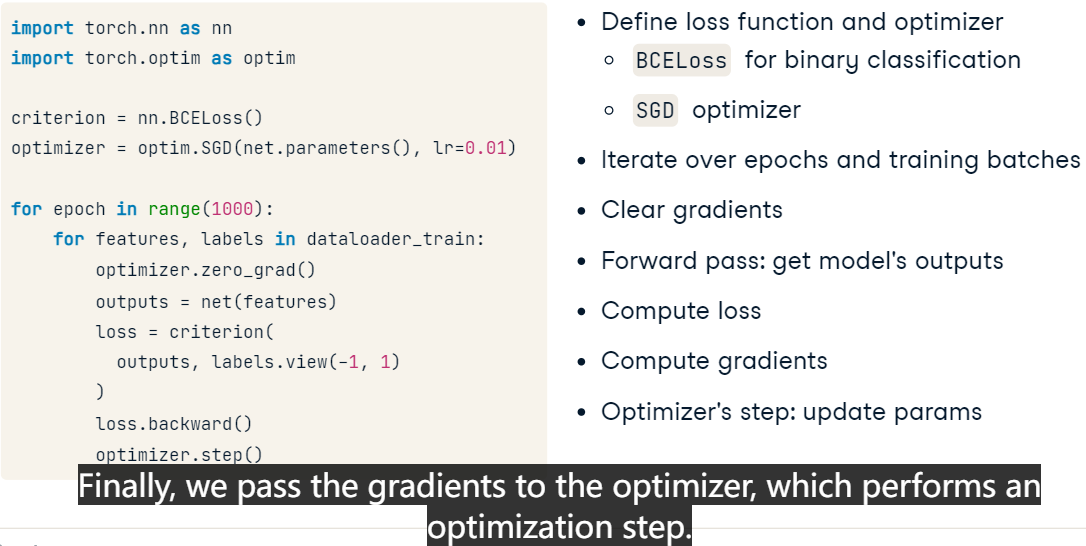 import torch.nn as nn
import torch.optim as optim
criterion = nn.BCELoss()
optimizer = optim.SGD(net.parameters(), lr=0.01)
for epoch in range(1000):
    for features, labels in dataloader_train:
        optimizer.zero_grad()
        outputs = net(features)
        loss = criterion(
          outputs, labels.view(-1, 1)
        )
        loss.backward()
        optimizer.step()
• Define loss function and optimizer
◦ BCELoss for binary classification
◦ SGD optimizer
• Iterate over epochs and training batches
• Clear gradients
• Forward pass: get model's outputs
• Compute loss
• Compute gradients
• Optimizer's step: update params
Finally, we pass the gradients to the optimizer, which performs an
optimization step.